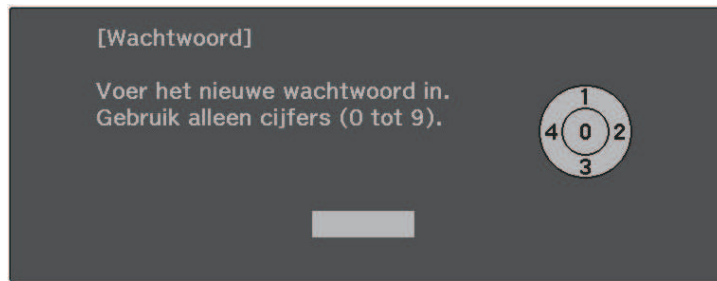 [Wachtwoord]
Voer het nieuwe wachtwoord in.
Gebruik alleen cijfers (0 tot 9).
1
4 0 2
3